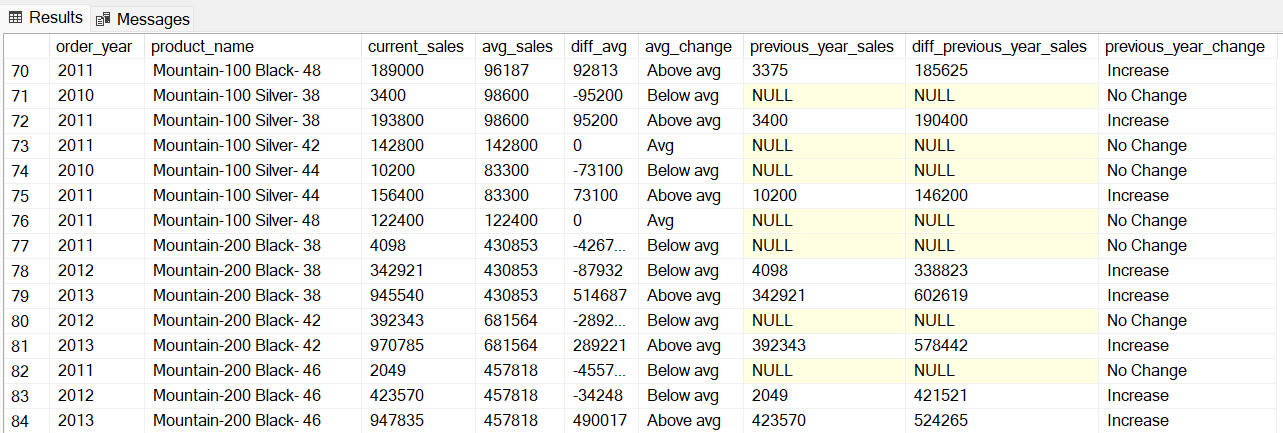 Results Messages
order_year product_name current_sales avg_sales diff_avg avg_change previous_year_sales diff_previous_year_sales previous_year_change
70 2011 Mountain-100 Black- 48 189000 96187 92813 Above avg 3375 185625 Increase
71 2010 Mountain-100 Silver- 38 3400 98600 -95200 Below avg NULL NULL No Change
72 2011 Mountain-100 Silver- 38 193800 98600 95200 Above avg 3400 190400 Increase
73 2011 Mountain-100 Silver- 42 142800 142800 0 Avg NULL NULL No Change
74 2010 Mountain-100 Silver- 44 10200 83300 -73100 Below avg NULL NULL No Change
75 2011 Mountain-100 Silver- 44 156400 83300 73100 Above avg 10200 146200 Increase
76 2011 Mountain-100 Silver- 48 122400 122400 0 Avg NULL NULL No Change
77 2011 Mountain-200 Black- 38 4098 430853 -4267... Below avg NULL NULL No Change
78 2012 Mountain-200 Black- 38 342921 430853 -87932 Below avg 4098 338823 Increase
79 2013 Mountain-200 Black- 38 945540 430853 514687 Above avg 342921 602619 Increase
80 2012 Mountain-200 Black- 42 392343 681564 -2892... Below avg NULL NULL No Change
81 2013 Mountain-200 Black- 42 970785 681564 289221 Above avg 392343 578442 Increase
82 2011 Mountain-200 Black- 46 2049 457818 -4557... Below avg NULL NULL No Change
83 2012 Mountain-200 Black- 46 423570 457818 -34248 Below avg 2049 421521 Increase
84 2013 Mountain-200 Black- 46 947835 457818 490017 Above avg 423570 524265 Increase